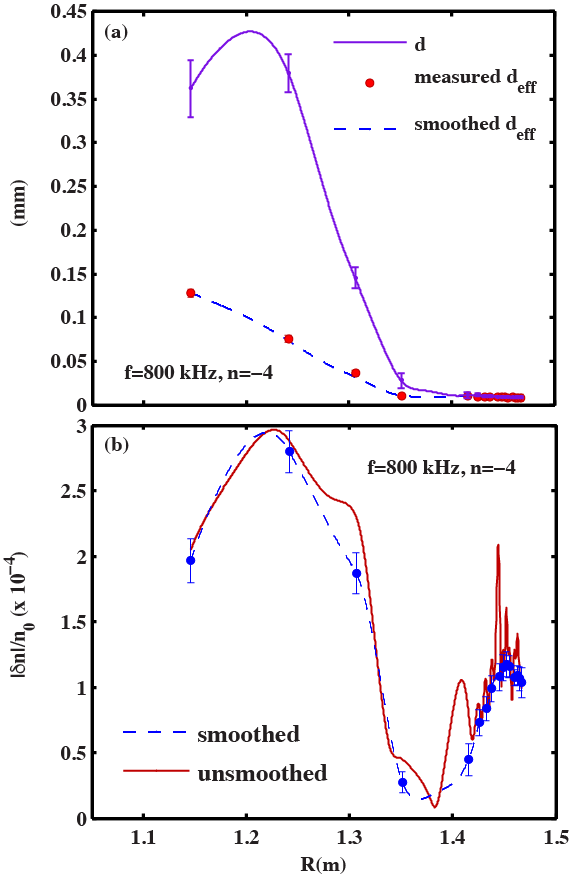 (a)
0.45
0.4
0.35
0.3
0.25
0.2
0.15
0.1
0.05
0
(mm)
d
measured d_eff
smoothed d_eff
f=800 kHz, n=−4
(b)
f=800 kHz, n=−4
3
2.5
2
1.5
1
0.5
0
|δn|/n_0 (x 10^−4)
smoothed
unsmoothed
1.1 1.2 1.3 1.4 1.5
R(m)